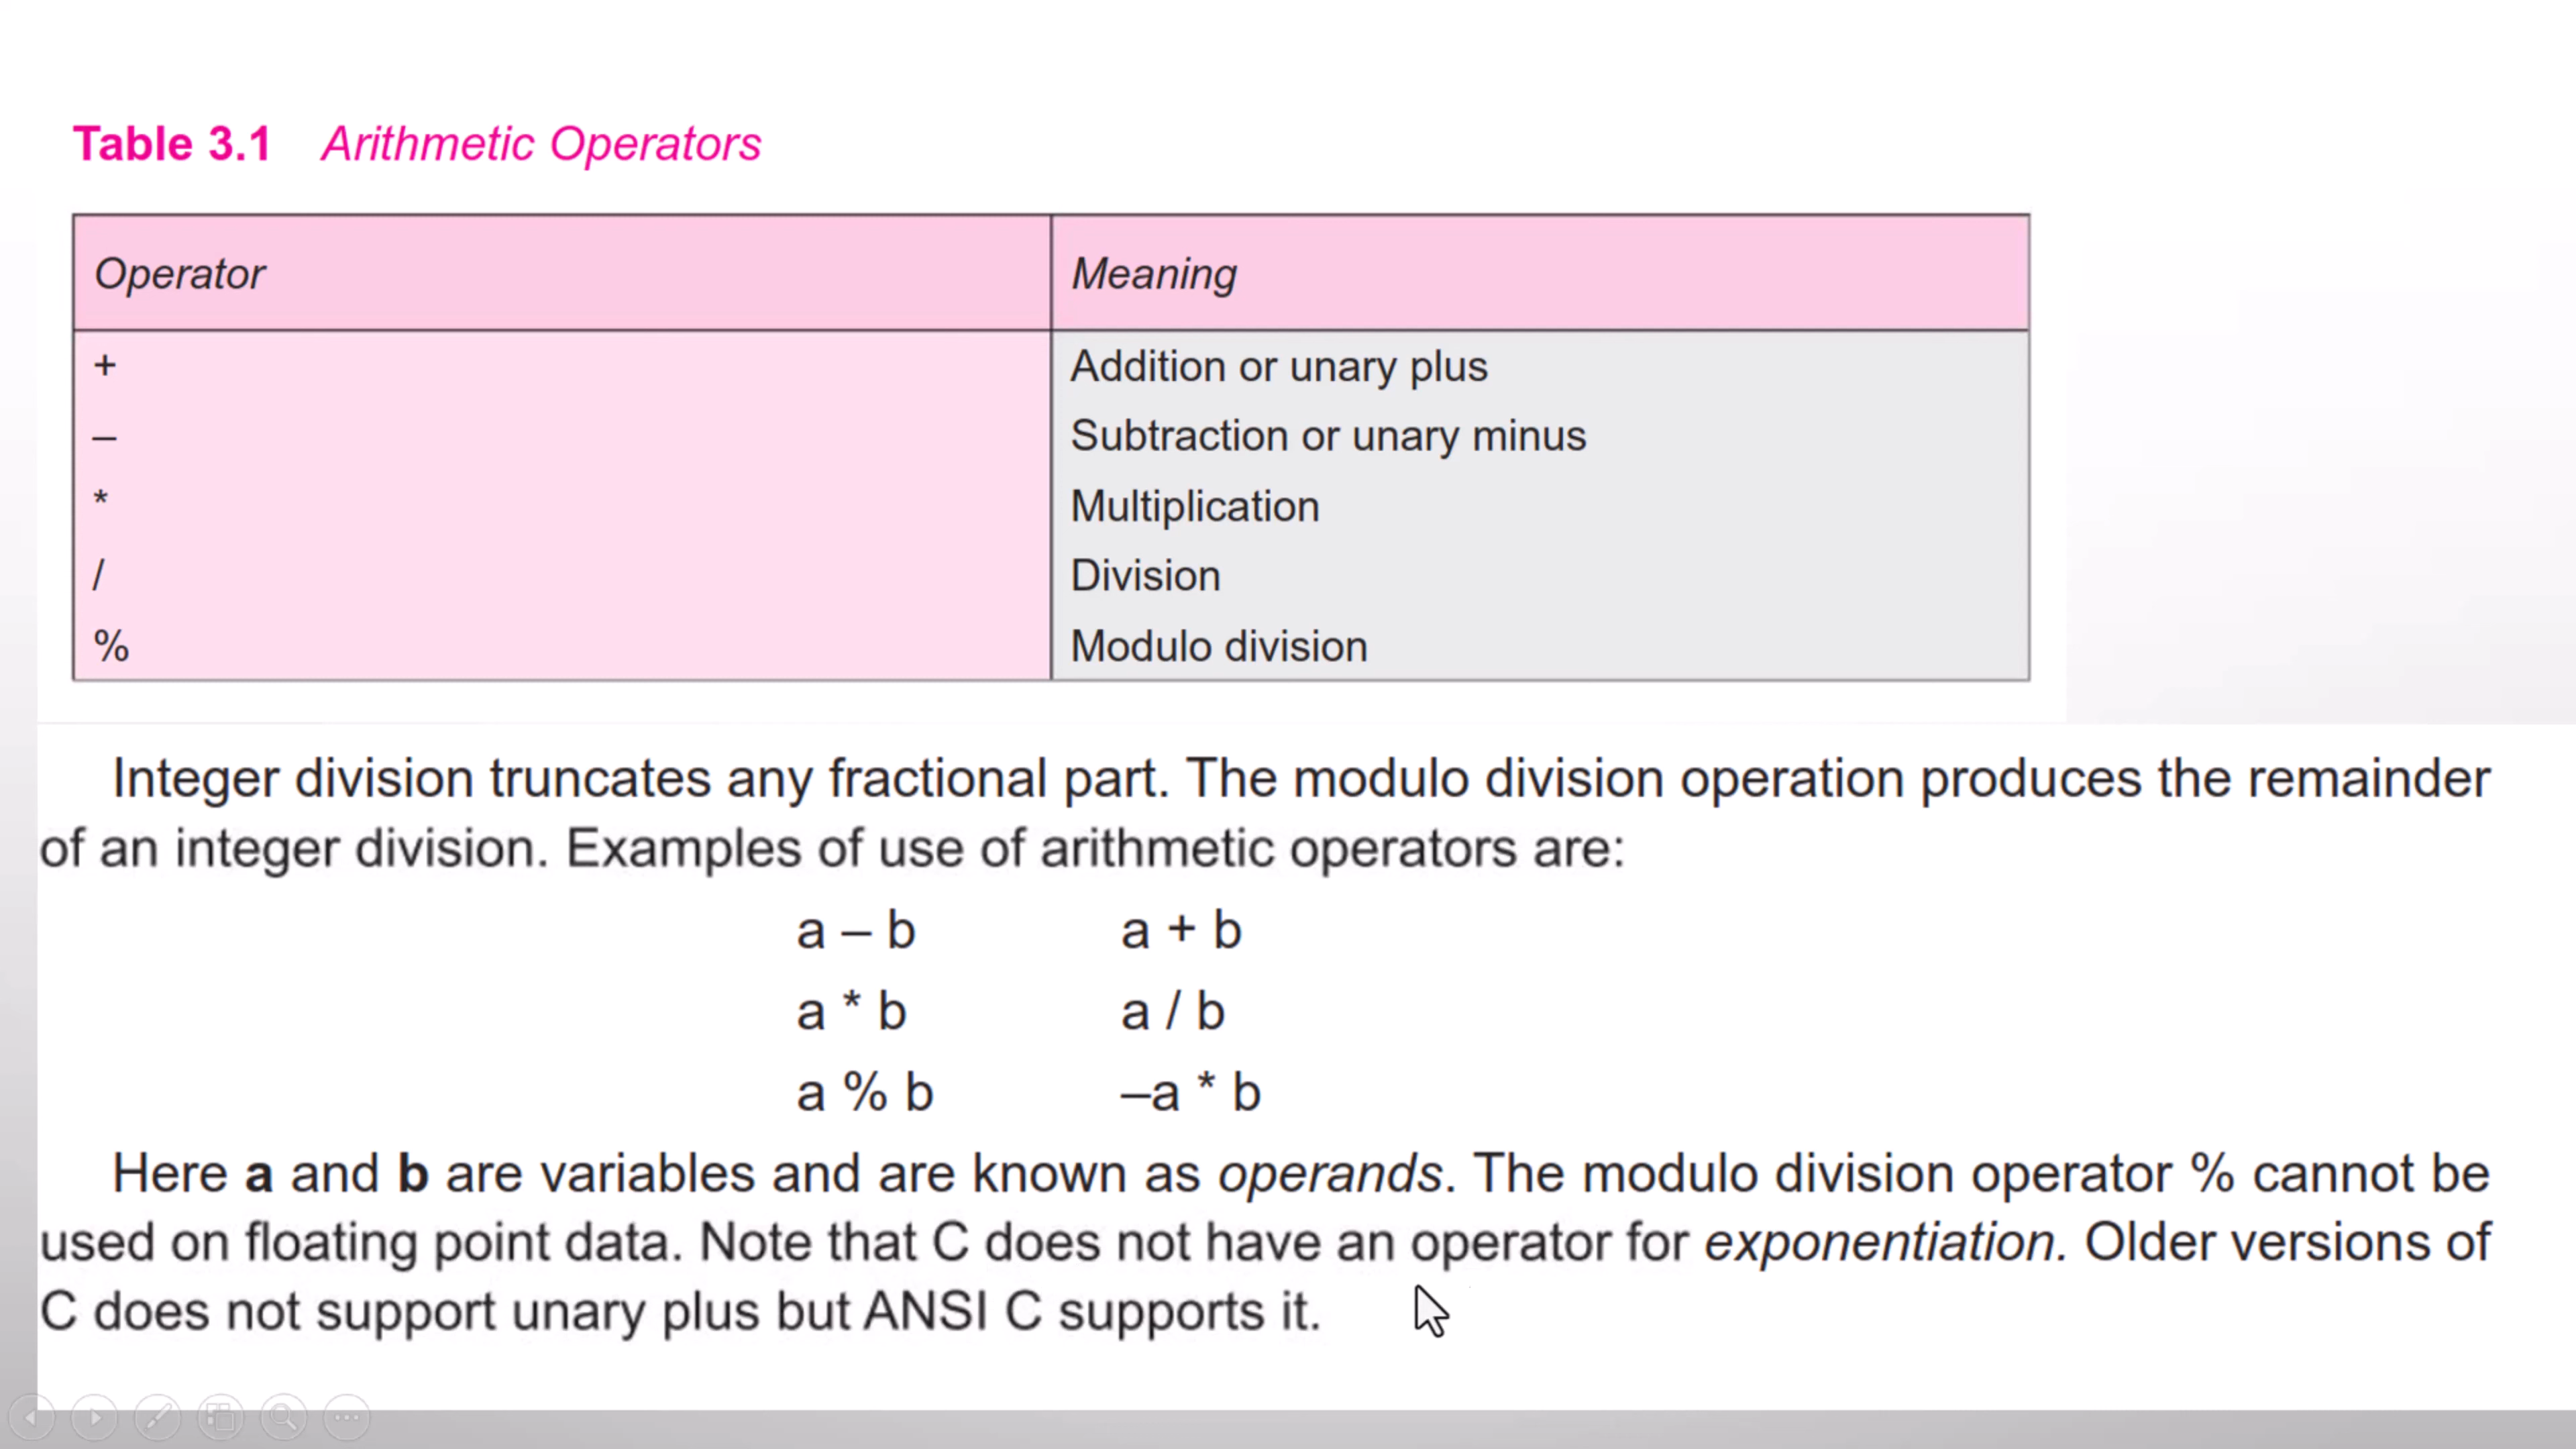 Table 3.1 Arithmetic Operators
Operator Meaning
+ Addition or unary plus
– Subtraction or unary minus
* Multiplication
/ Division
% Modulo division
Integer division truncates any fractional part. The modulo division operation produces the remainder
of an integer division. Examples of use of arithmetic operators are:
a – b a + b
a * b a / b
a % b –a * b
Here a and b are variables and are known as operands. The modulo division operator % cannot be
used on floating point data. Note that C does not have an operator for exponentiation. Older versions of
C does not support unary plus but ANSI C supports it.